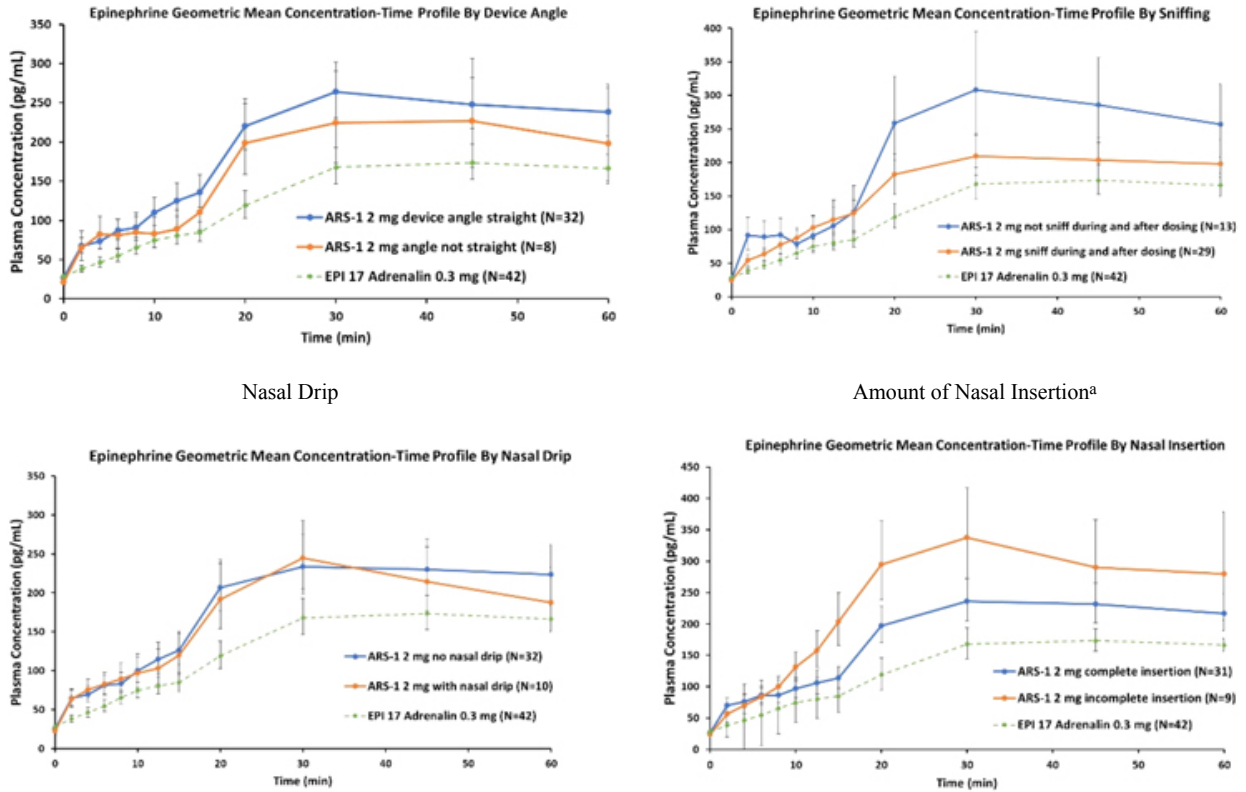 Epinephrine Geometric Mean Concentration-Time Profile By Device Angle
Plasma Concentration (pg/mL)
350
300
250
200
150
100
50
0
ARS-1 2 mg device angle straight (N=32)
ARS-1 2 mg angle not straight (N=8)
EPI 17 Adrenalin 0.3 mg (N=42)
0 10 20 30 40 50 60
Time (min)
Epinephrine Geometric Mean Concentration-Time Profile By Sniffing
Plasma Concentration (pg/mL)
400
350
300
250
200
150
100
50
0
ARS-1 2 mg not sniff during and after dosing (N=13)
ARS-1 2 mg sniff during and after dosing (N=29)
EPI 17 Adrenalin 0.3 mg (N=42)
0 10 20 30 40 50 60
Time (min)
Nasal Drip
Amount of Nasal Insertionᵃ
Epinephrine Geometric Mean Concentration-Time Profile By Nasal Drip
Plasma Concentration (pg/mL)
350
300
250
200
150
100
50
0
ARS-1 2 mg no nasal drip (N=32)
ARS-1 2 mg with nasal drip (N=10)
EPI 17 Adrenalin 0.3 mg (N=42)
0 10 20 30 40 50 60
Time (min)
Epinephrine Geometric Mean Concentration-Time Profile By Nasal Insertion
Plasma Concentration (pg/mL)
450
400
350
300
250
200
150
100
50
0
ARS-1 2 mg complete insertion (N=31)
ARS-1 2 mg incomplete insertion (N=9)
EPI 17 Adrenalin 0.3 mg (N=42)
0 10 20 30 40 50 60
Time (min)